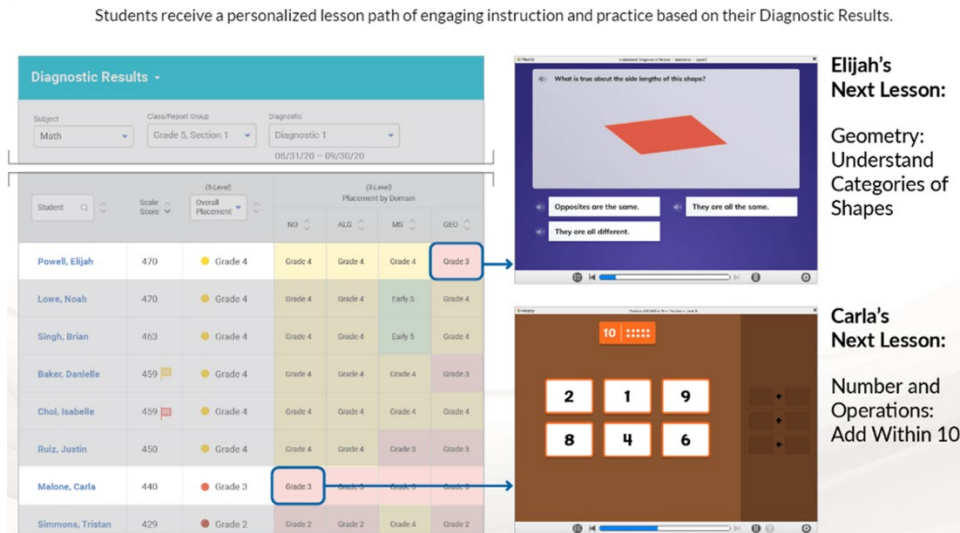 Students receive a personalized lesson path of engaging instruction and practice based on their Diagnostic Results.
Diagnostic Results
Subject
Class/Report Group
Diagnostic
Math
Grade 5, Section 1
Diagnostic 1
08/31/20 – 09/30/20
Student
Scale Score
(5-Level)
Overall Placement
(3-Level)
Placement by Domain
NO
ALG
MS
GEO
Powell, Elijah 470 Grade 4 Grade 4 Grade 4 Grade 4 Grade 3
Lowe, Noah 470 Grade 4 Grade 4 Grade 4 Early 5 Grade 4
Singh, Brian 463 Grade 4 Grade 4 Grade 4 Early 5 Grade 4
Baker, Danielle 459 Grade 4 Grade 4 Grade 4 Grade 4 Grade 3
Choi, Isabelle 459 Grade 4 Grade 4 Grade 4 Grade 4 Grade 4
Ruiz, Justin 450 Grade 4 Grade 4 Grade 4 Grade 3 Grade 3
Malone, Carla 440 Grade 3 Grade 3 Grade 3 Grade 3 Grade 3
Simmons, Tristan 429 Grade 2 Grade 2 Grade 2 Grade 4 Grade 2
What is true about the side lengths of this shape?
Opposites are the same.
They are all the same.
They are all different.
Elijah's
Next Lesson:
Geometry:
Understand
Categories of
Shapes
10
2 1 9
8 4 6
+
+
+
Carla's
Next Lesson:
Number and
Operations:
Add Within 10